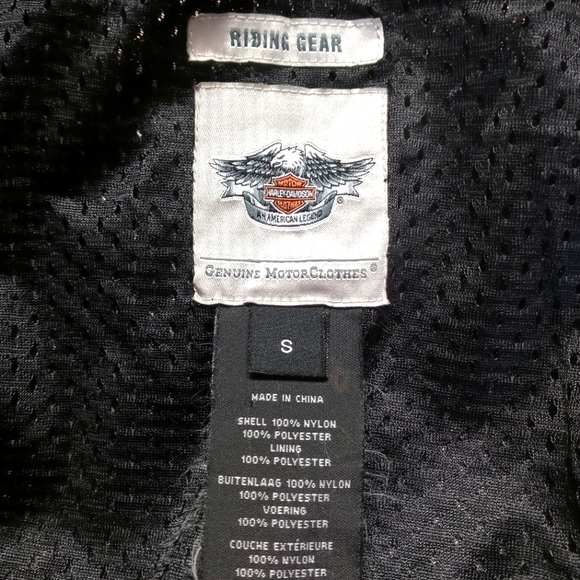 RIDING GEAR
MOTOR
HARLEY-DAVIDSON
AN AMERICAN LEGEND
®
GENUINE MOTORCLOTHES®
S
MADE IN CHINA
SHELL 100% NYLON
100% POLYESTER
LINING
100% POLYESTER
BUITENLAAG 100% NYLON
100% POLYESTER
VOERING
100% POLYESTER
COUCHE EXTÉRIEURE
100% NYLON
100% POLYESTER